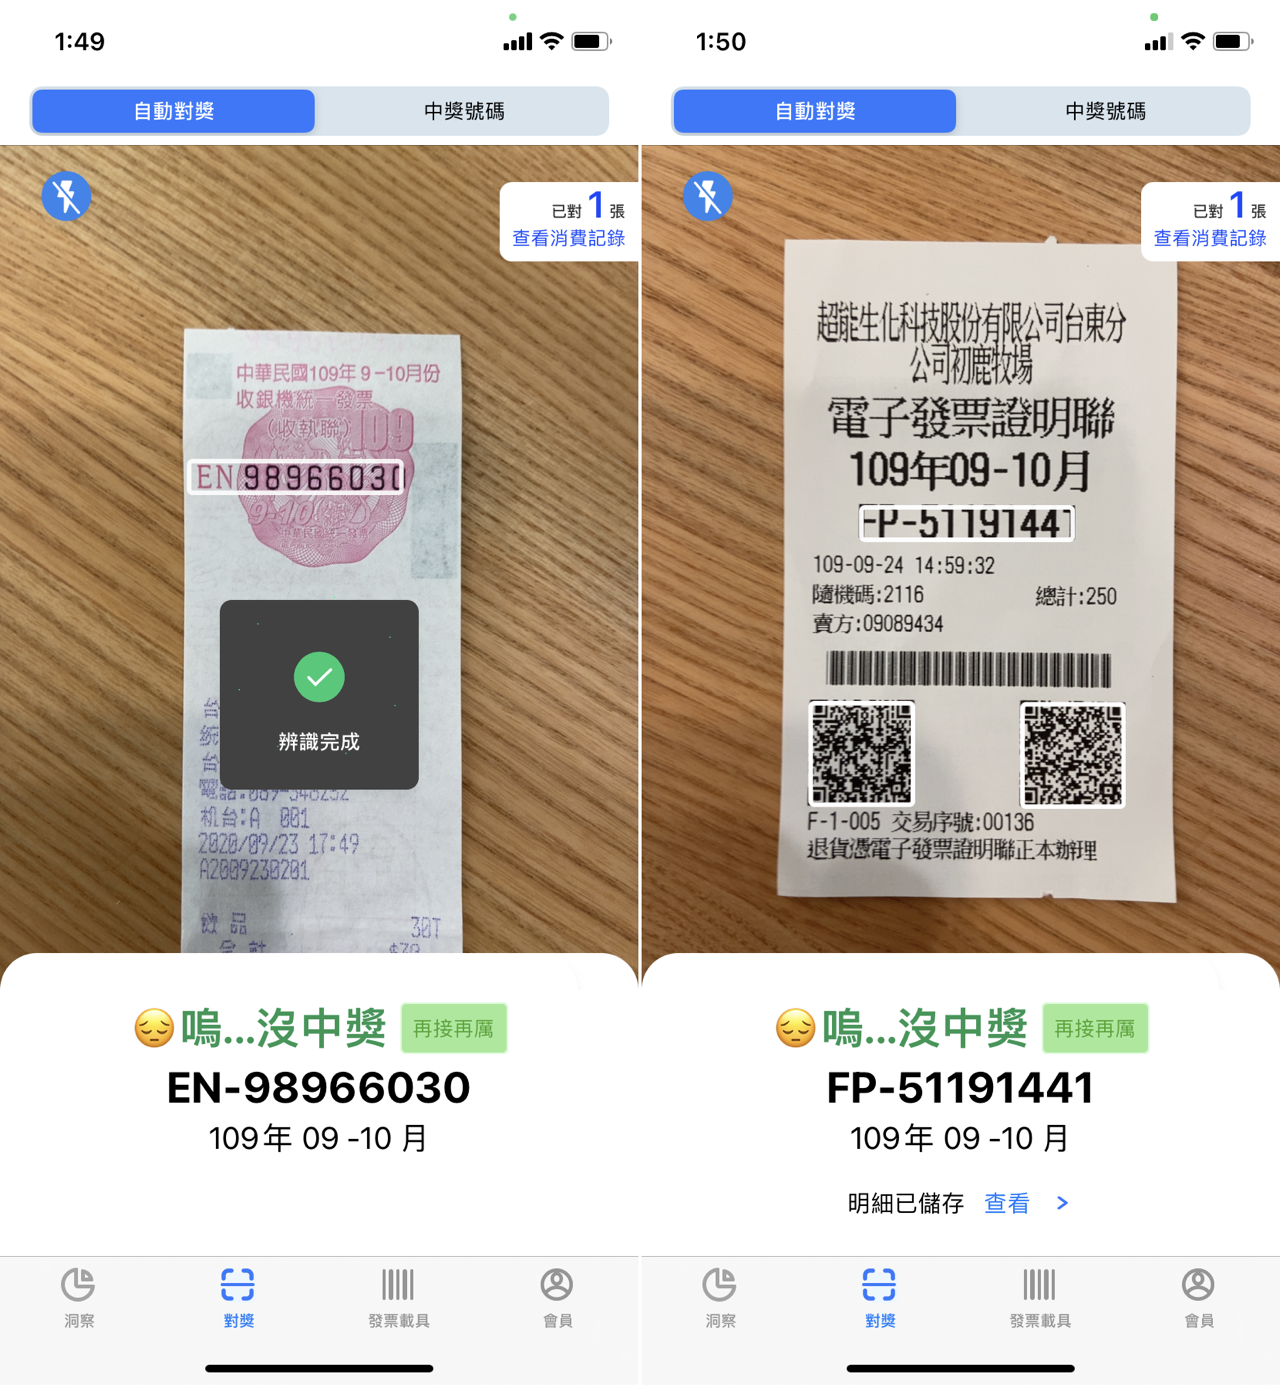 1:49
自動對獎
中獎號碼
已對 1 張
查看消費記錄
中華民國109年 9-10月份
收銀機統一發票
(收執聯)
109
EN 98966030
9-10
辨識完成
机台:A 001
2020/09/23 17:49
A2009230201
飲 品 30T
嗚...沒中獎
再接再厲
EN-98966030
109年 09 -10 月
洞察
對獎
發票載具
會員
1:50
自動對獎
中獎號碼
已對 1 張
查看消費記錄
超能生化科技股份有限公司台東分
公司初鹿牧場
電子發票證明聯
109年09-10月
FP-51191441
109-09-24 14:59:32
隨機碼:2116 總計:250
賣方:09089434
F-1-005 交易序號:00136
退貨憑電子發票證明聯正本辦理
嗚...沒中獎
再接再厲
FP-51191441
109年 09 -10 月
明細已儲存 查看 >
洞察
對獎
發票載具
會員